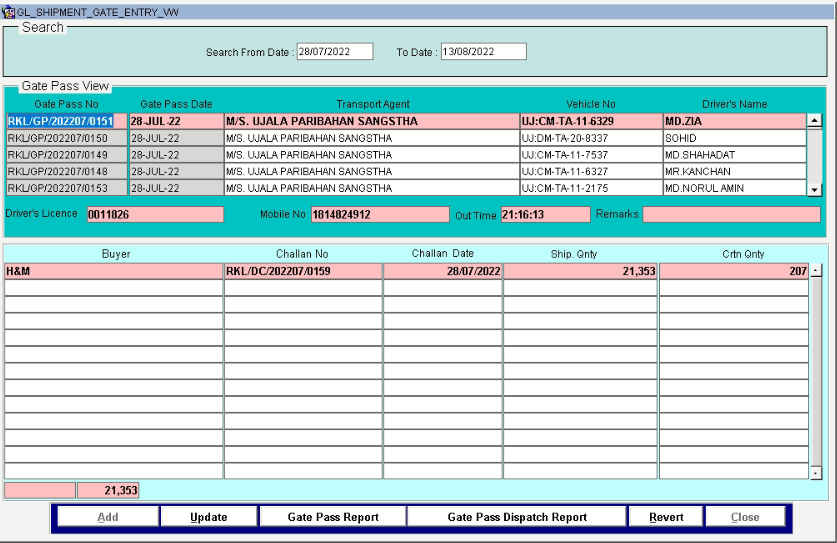 GL_SHIPMENT_GATE_ENTRY_VW
Search
Search From Date : 28/07/2022 To Date : 13/08/2022
Gate Pass View
Gate Pass No Gate Pass Date Transport Agent Vehicle No Driver's Name
RKL/GP/202207/0151 28-JUL-22 M/S. UJALA PARIBAHAN SANGSTHA UJ:CM-TA-11-6329 MD.ZIA
RKL/GP/202207/0150 28-JUL-22 M/S. UJALA PARIBAHAN SANGSTHA UJ:DM-TA-20-8337 SOHID
RKL/GP/202207/0149 28-JUL-22 M/S. UJALA PARIBAHAN SANGSTHA UJ:CM-TA-11-7537 MD.SHAHADAT
RKL/GP/202207/0148 28-JUL-22 M/S. UJALA PARIBAHAN SANGSTHA UJ:CM-TA-11-6327 MR.KANCHAN
RKL/GP/202207/0153 28-JUL-22 M/S. UJALA PARIBAHAN SANGSTHA UJ:CM-TA-11-2175 MD.NORUL AMIN
Driver's Licence 0011826 Mobile No 1814824912 Out Time 21:16:13 Remarks
Buyer Challan No Challan Date Ship. Qnty Crtn Qnty
H&M RKL/DC/202207/0159 28/07/2022 21,353 207
21,353
Add Update Gate Pass Report Gate Pass Dispatch Report Revert Close